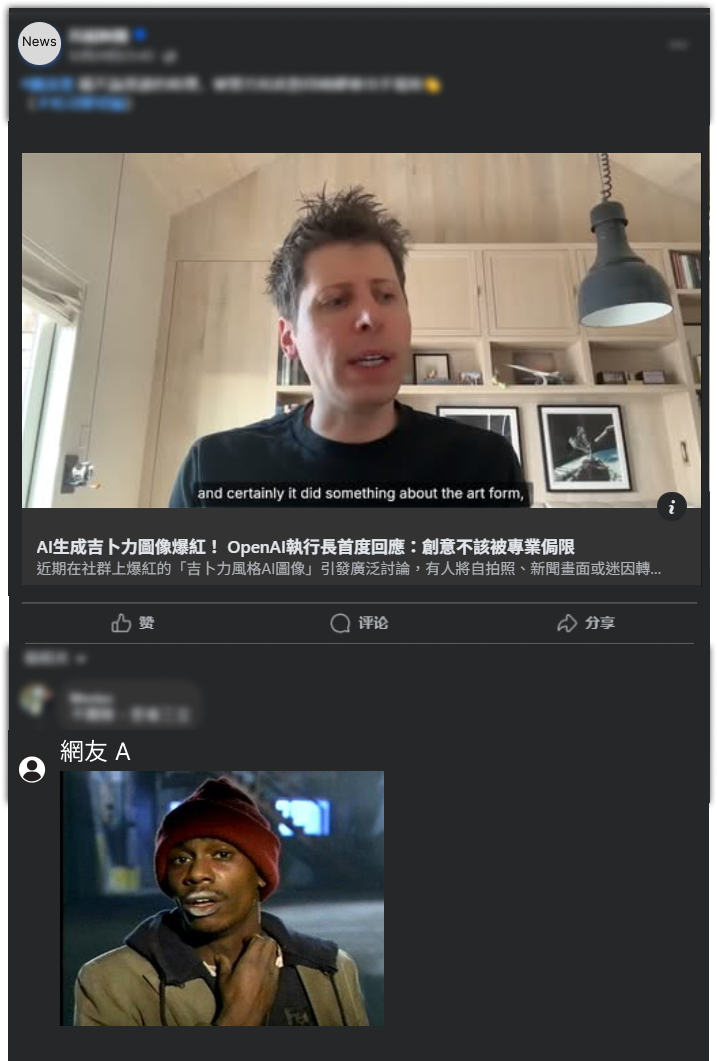 News
and certainly it did something about the art form,
AI生成吉卜力圖像爆紅！ OpenAI執行長首度回應：創意不該被專業侷限
近期在社群上爆紅的「吉卜力風格AI圖像」引發廣泛討論，有人將自拍照、新聞畫面或迷因轉...
赞 评论 分享
網友 A